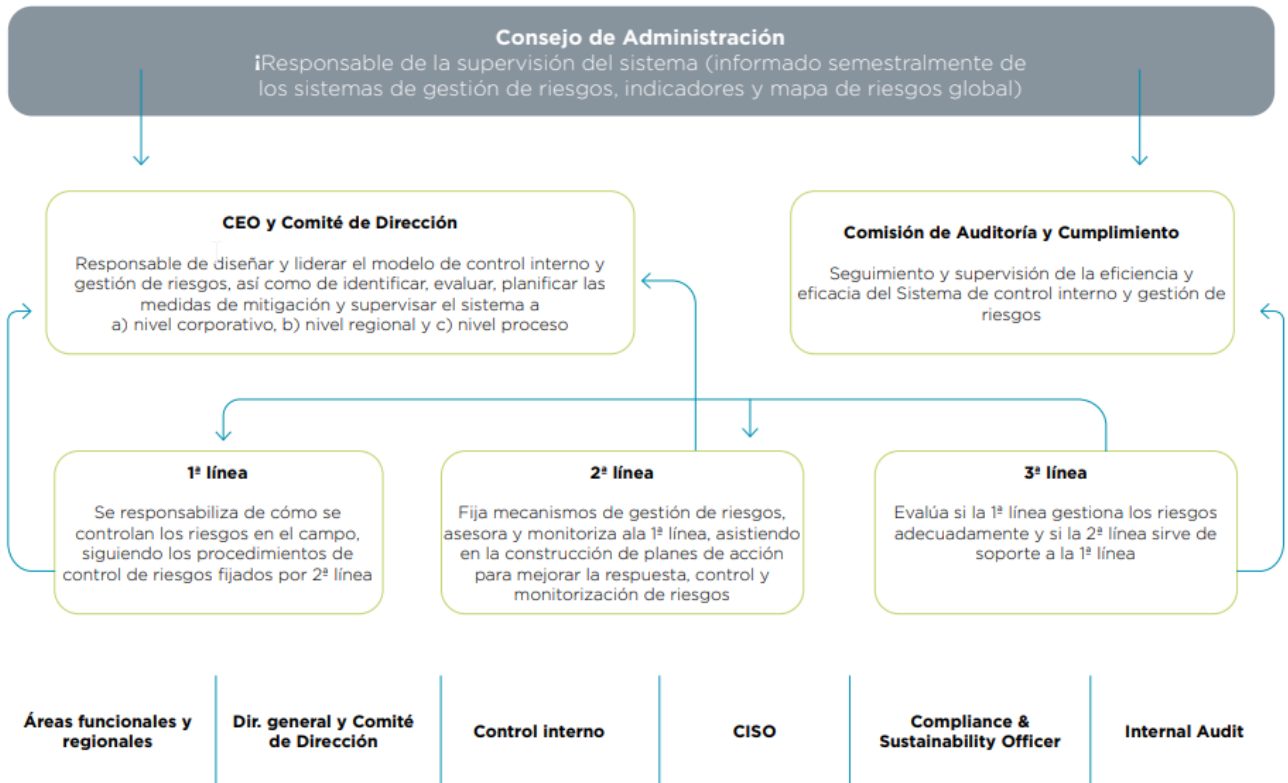 Consejo de Administración
¡Responsable de la supervisión del sistema (informado semestralmente de
los sistemas de gestión de riesgos, indicadores y mapa de riesgos global)
CEO y Comité de Dirección
Responsable de diseñar y liderar el modelo de control interno y
gestión de riesgos, así como de identificar, evaluar, planificar las
medidas de mitigación y supervisar el sistema a
a) nivel corporativo, b) nivel regional y c) nivel proceso
Comisión de Auditoría y Cumplimiento
Seguimiento y supervisión de la eficiencia y
eficacia del Sistema de control interno y gestión de
riesgos
1ª línea
Se responsabiliza de cómo se
controlan los riesgos en el campo,
siguiendo los procedimientos de
control de riesgos fijados por 2ª línea
2ª línea
Fija mecanismos de gestión de riesgos,
asesora y monitoriza ala 1ª línea, asistiendo
en la construcción de planes de acción
para mejorar la respuesta, control y
monitorización de riesgos
3ª línea
Evalúa si la 1ª línea gestiona los riesgos
adecuadamente y si la 2ª línea sirve de
soporte a la 1ª línea
Áreas funcionales y
regionales
Dir. general y Comité
de Dirección
Control interno
CISO
Compliance &
Sustainability Officer
Internal Audit